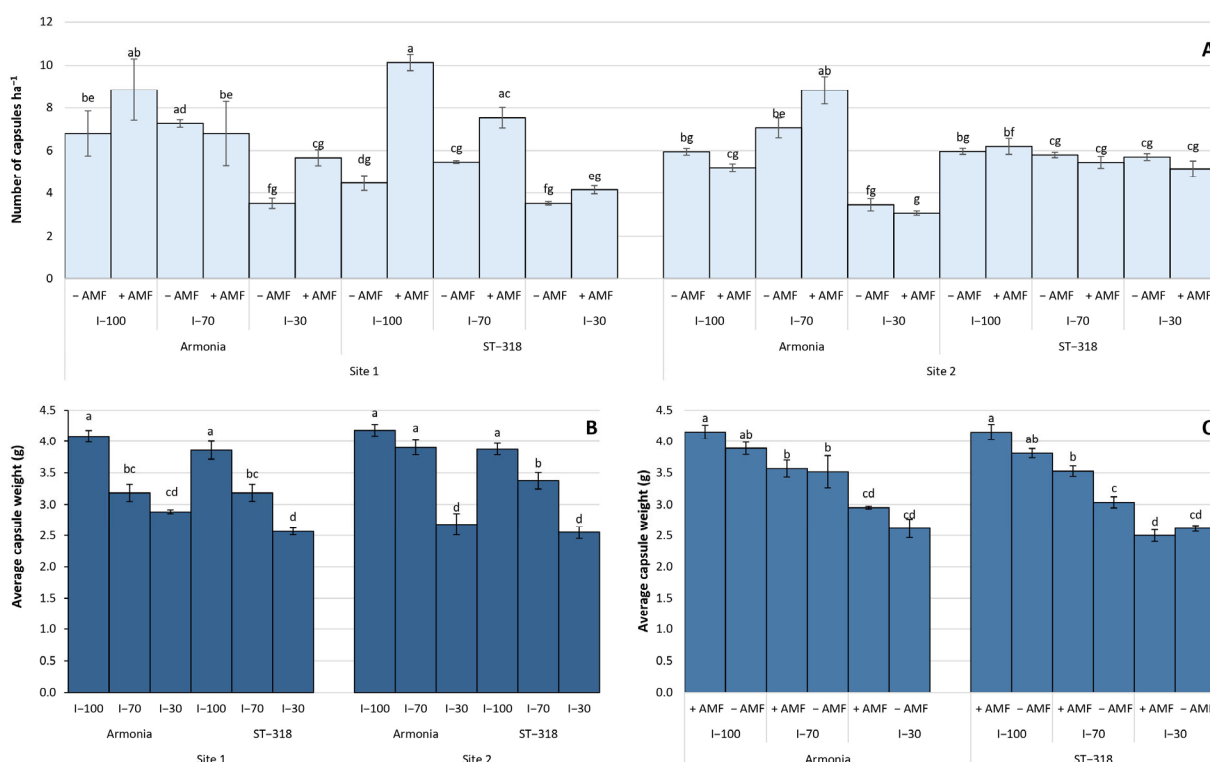 A
Number of capsules ha⁻¹
12
10
8
6
4
2
0
be ab ad be fg cg dg a cg ac fg eg bg cg be ab fg g bg bf cg cg cg cg
− AMF + AMF − AMF + AMF − AMF + AMF − AMF + AMF − AMF + AMF − AMF + AMF − AMF + AMF − AMF + AMF − AMF + AMF − AMF + AMF − AMF + AMF − AMF + AMF
I−100 I−70 I−30 I−100 I−70 I−30 I−100 I−70 I−30 I−100 I−70 I−30
Armonia ST−318 Armonia ST−318
Site 1 Site 2
B
Average capsule weight (g)
4.5
4.0
3.5
3.0
2.5
2.0
1.5
1.0
0.5
0.0
a bc cd a bc d a a d a b d
I−100 I−70 I−30 I−100 I−70 I−30 I−100 I−70 I−30 I−100 I−70 I−30
Armonia ST−318 Armonia ST−318
Site 1 Site 2
C
Average capsule weight (g)
4.5
4.0
3.5
3.0
2.5
2.0
1.5
1.0
0.5
0.0
a ab b b cd cd a ab b c d cd
+ AMF − AMF + AMF − AMF + AMF − AMF + AMF − AMF + AMF − AMF + AMF − AMF
I−100 I−70 I−30 I−100 I−70 I−30
Armonia ST−318